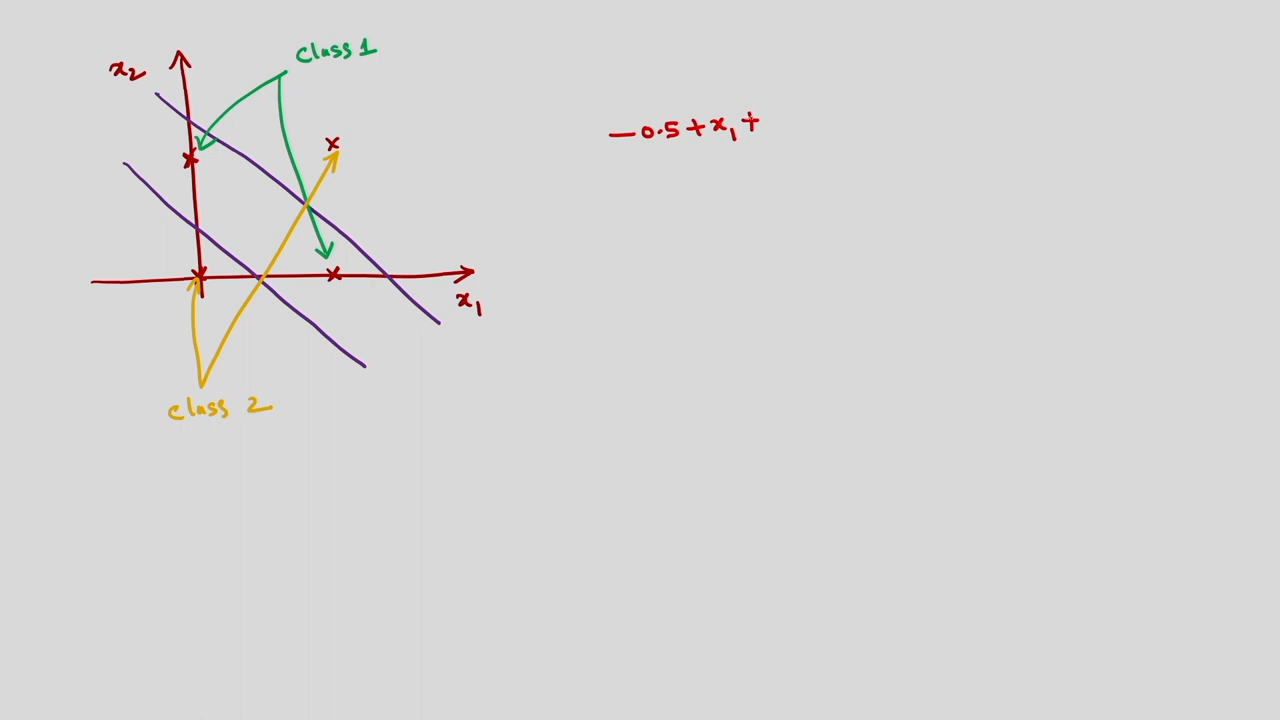 class 1
x₂
— 0.5 + x₁ +
x₁
class 2